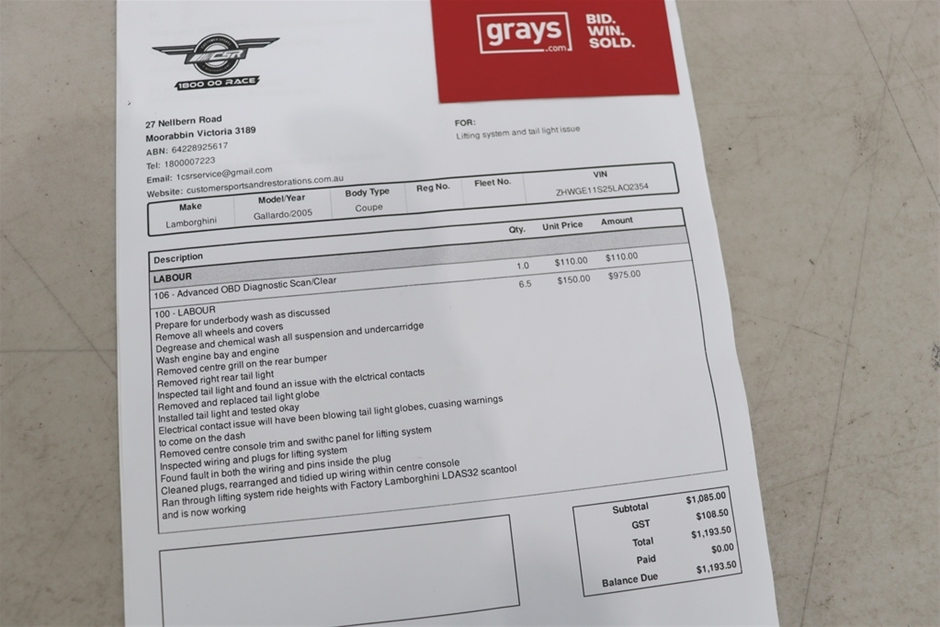 grays
.com
BID.
WIN.
SOLD.
CSR
1800 00 RACE
27 Nellbern Road
Moorabbin Victoria 3189
ABN: 64228925617
Tel: 1800007223
Email: 1csrservice@gmail.com
Website: customersportsandrestorations.com.au
FOR:
Lifting system and tail light issue
Make Model/Year Body Type Reg No. Fleet No. VIN
Lamborghini Gallardo/2005 Coupe ZHWGE11S25LAO2354
Description Qty. Unit Price Amount
LABOUR
106 - Advanced OBD Diagnostic Scan/Clear 1.0 $110.00 $110.00
100 - LABOUR 6.5 $150.00 $975.00
Prepare for underbody wash as discussed
Remove all wheels and covers
Degrease and chemical wash all suspension and undercarridge
Wash engine bay and engine
Removed centre grill on the rear bumper
Removed right rear tail light
Inspected tail light and found an issue with the elctrical contacts
Removed and replaced tail light globe
Installed tail light and tested okay
Electrical contact issue will have been blowing tail light globes, cuasing warnings
to come on the dash
Removed centre console trim and swithc panel for lifting system
Inspected wiring and plugs for lifting system
Found fault in both the wiring and pins inside the plug
Cleaned plugs, rearranged and tidied up wiring within centre console
Ran through lifting system ride heights with Factory Lamborghini LDAS32 scantool
and is now working
Subtotal $1,085.00
GST $108.50
Total $1,193.50
Paid $0.00
Balance Due $1,193.50